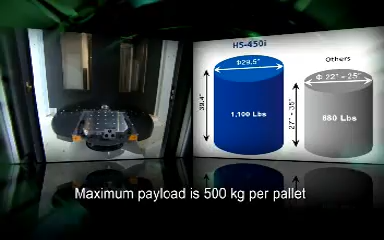 HS-450i
Φ29.5"
39.4"
1,100 Lbs
Others
Φ 22" - 25"
27" - 35"
880 Lbs
Maximum payload is 500 kg per pallet